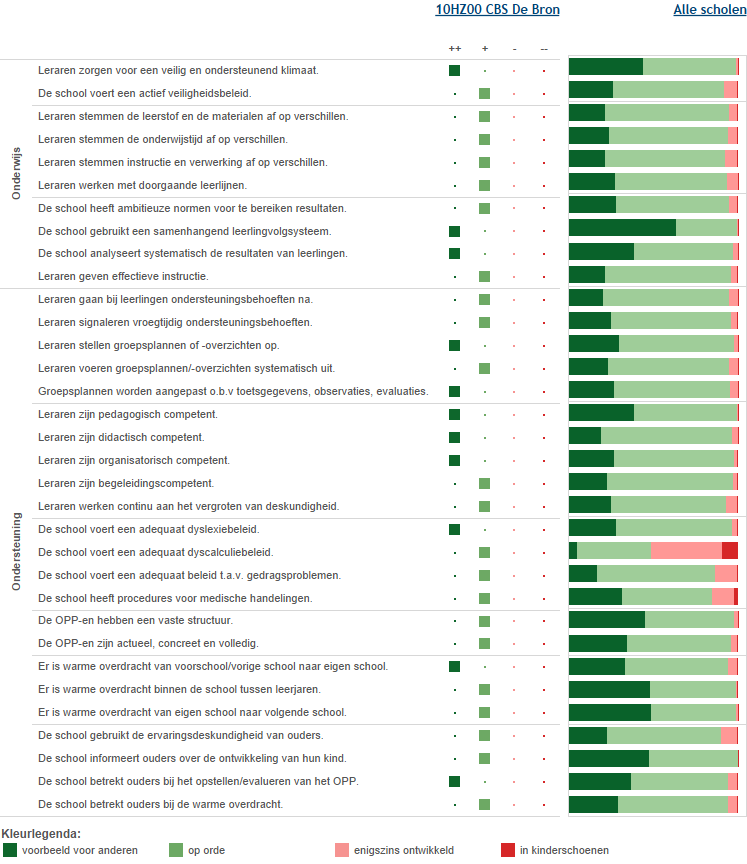 10HZ00 CBS De Bron Alle scholen
++ + - --
Leraren zorgen voor een veilig en ondersteunend klimaat.
De school voert een actief veiligheidsbeleid.
Leraren stemmen de leerstof en de materialen af op verschillen.
Leraren stemmen de onderwijstijd af op verschillen.
Leraren stemmen instructie en verwerking af op verschillen.
Leraren werken met doorgaande leerlijnen.
De school heeft ambitieuze normen voor te bereiken resultaten.
De school gebruikt een samenhangend leerlingvolgsysteem.
De school analyseert systematisch de resultaten van leerlingen.
Leraren geven effectieve instructie.
Onderwijs
Leraren gaan bij leerlingen ondersteuningsbehoeften na.
Leraren signaleren vroegtijdig ondersteuningsbehoeften.
Leraren stellen groepsplannen of -overzichten op.
Leraren voeren groepsplannen/-overzichten systematisch uit.
Groepsplannen worden aangepast o.b.v toetsgegevens, observaties, evaluaties.
Leraren zijn pedagogisch competent.
Leraren zijn didactisch competent.
Leraren zijn organisatorisch competent.
Leraren zijn begeleidingscompetent.
Leraren werken continu aan het vergroten van deskundigheid.
De school voert een adequaat dyslexiebeleid.
De school voert een adequaat dyscalculiebeleid.
De school voert een adequaat beleid t.a.v. gedragsproblemen.
De school heeft procedures voor medische handelingen.
De OPP-en hebben een vaste structuur.
De OPP-en zijn actueel, concreet en volledig.
Er is warme overdracht van voorschool/vorige school naar eigen school.
Er is warme overdracht binnen de school tussen leerjaren.
Er is warme overdracht van eigen school naar volgende school.
De school gebruikt de ervaringsdeskundigheid van ouders.
De school informeert ouders over de ontwikkeling van hun kind.
De school betrekt ouders bij het opstellen/evalueren van het OPP.
De school betrekt ouders bij de warme overdracht.
Ondersteuning
Kleurlegenda:
voorbeeld voor anderen op orde enigszins ontwikkeld in kinderschoenen